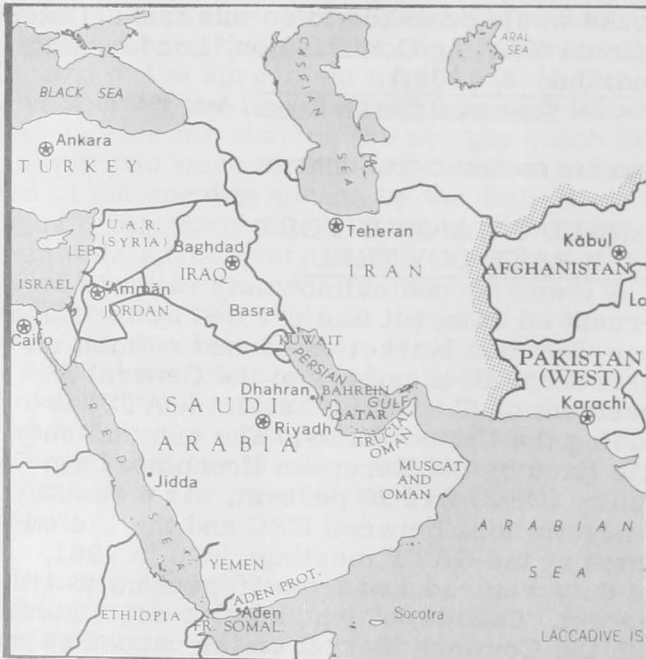 ARAL
SEA
CASPIAN
BLACK SEA
Ankara
TURKEY
Teheran
U.A.R.
(SYRIA)
LEB.
Baghdad
IRAN
Kābul
AFGHANISTAN
ISRAEL
IRAQ
'Ammān
La
JORDAN
Basra
Cairo
KUWAIT
PAKISTAN
(WEST)
PERSIAN
GULF
Dhahran
BAHREIN
QATAR
Karachi
SAUDI
ARABIA
Riyadh
TRUCIAL
OMAN
MUSCAT
AND
OMAN
Jidda
RED SEA
ARABIAN
SEA
YEMEN
ADEN PROT.
ETHIOPIA
Aden
FR. SOMAL.
Socotra
LACCADIVE IS